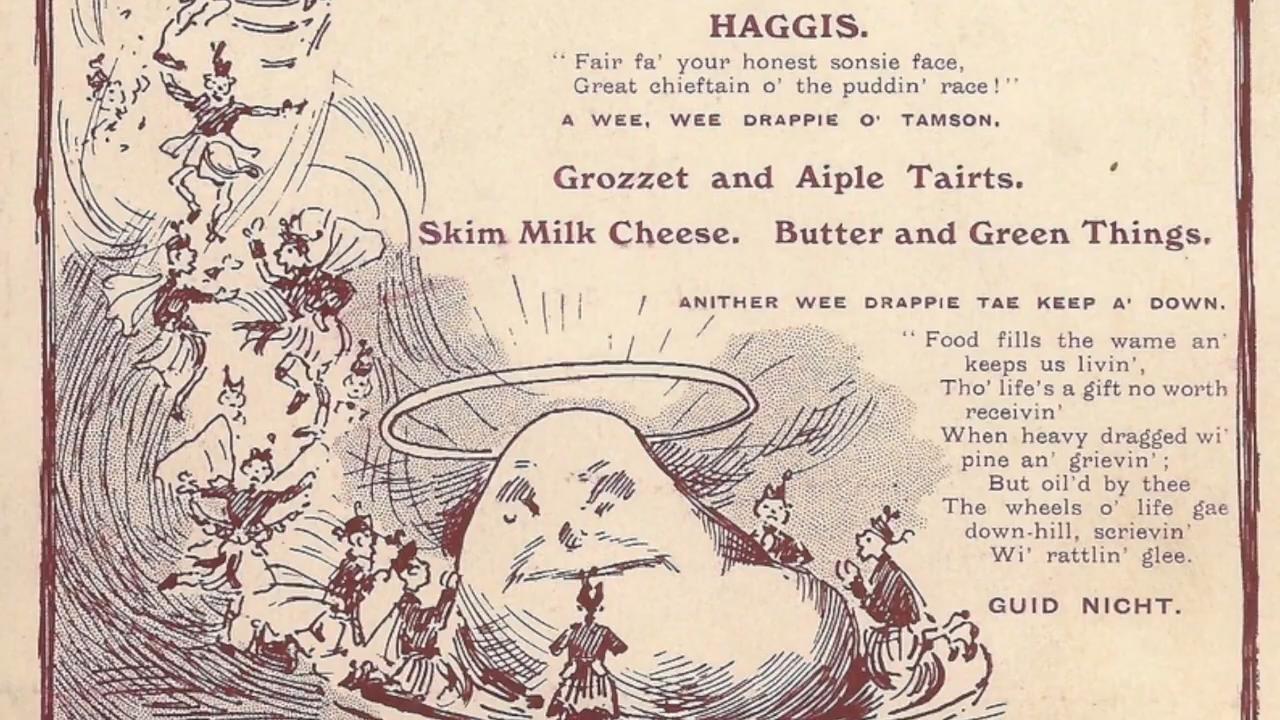 HAGGIS.
“ Fair fa' your honest sonsie face,
Great chieftain o' the puddin' race!”
A WEE, WEE DRAPPIE O' TAMSON.
Grozzet and Aiple Tairts.
Skim Milk Cheese. Butter and Green Things.
ANITHER WEE DRAPPIE TAE KEEP A' DOWN.
“ Food fills the wame an'
keeps us livin',
Tho' life's a gift no worth
receivin'
When heavy dragged wi'
pine an' grievin' ;
But oil'd by thee
The wheels o' life gae
down-hill, scrievin'
Wi' rattlin' glee.
GUID NICHT.